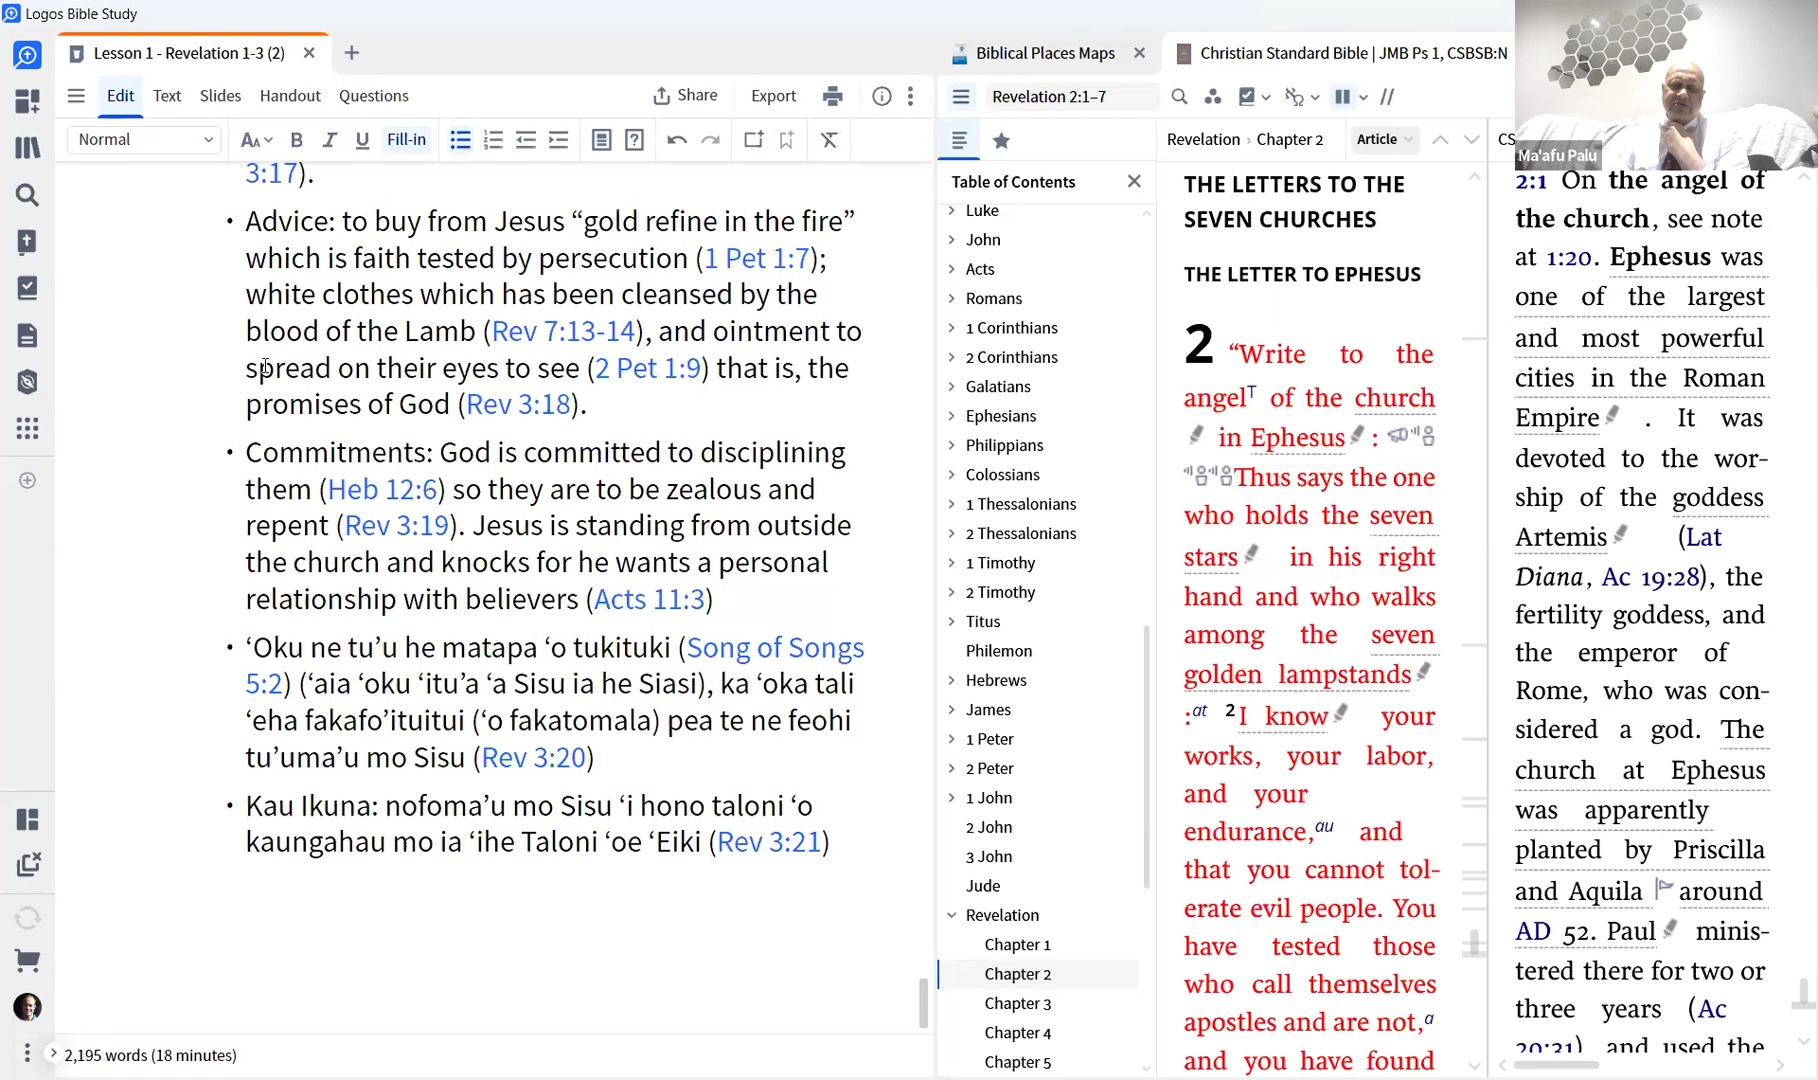 Logos Bible Study
Lesson 1 - Revelation 1-3 (2)
Edit Text Slides Handout Questions
Share Export
Normal
AA B I U Fill-in
3:17).
• Advice: to buy from Jesus “gold refine in the fire”
which is faith tested by persecution (1 Pet 1:7);
white clothes which has been cleansed by the
blood of the Lamb (Rev 7:13-14), and ointment to
spread on their eyes to see (2 Pet 1:9) that is, the
promises of God (Rev 3:18).
• Commitments: God is committed to disciplining
them (Heb 12:6) so they are to be zealous and
repent (Rev 3:19). Jesus is standing from outside
the church and knocks for he wants a personal
relationship with believers (Acts 11:3)
• ‘Oku ne tu’u he matapa ‘o tukituki (Song of Songs
5:2) (‘aia ‘oku ‘itu’a ‘a Sisu ia he Siasi), ka ‘oka tali
‘eha fakafo’ituitui (‘o fakatomala) pea te ne feohi
tu’uma’u mo Sisu (Rev 3:20)
• Kau Ikuna: nofoma’u mo Sisu ‘i hono taloni ‘o
kaungahau mo ia ‘ihe Taloni ‘oe ‘Eiki (Rev 3:21)
2,195 words (18 minutes)
Biblical Places Maps
Christian Standard Bible | JMB Ps 1, CSBSB:N
Revelation 2:1–7
Revelation › Chapter 2
Article
CS
Table of Contents
Luke
John
Acts
Romans
1 Corinthians
2 Corinthians
Galatians
Ephesians
Philippians
Colossians
1 Thessalonians
2 Thessalonians
1 Timothy
2 Timothy
Titus
Philemon
Hebrews
James
1 Peter
2 Peter
1 John
2 John
3 John
Jude
Revelation
Chapter 1
Chapter 2
Chapter 3
Chapter 4
Chapter 5
THE LETTERS TO THE
SEVEN CHURCHES
THE LETTER TO EPHESUS
2 “Write to the
angelT of the church
in Ephesus :
Thus says the one
who holds the seven
stars in his right
hand and who walks
among the seven
golden lampstands
:at 2 I know your
works, your labor,
and your
endurance,au and
that you cannot tol-
erate evil people. You
have tested those
who call themselves
apostles and are not,a
and you have found
Ma'afu Palu
2:1 On the angel of
the church, see note
at 1:20. Ephesus was
one of the largest
and most powerful
cities in the Roman
Empire . It was
devoted to the wor-
ship of the goddess
Artemis (Lat
Diana, Ac 19:28), the
fertility goddess, and
the emperor of
Rome, who was con-
sidered a god. The
church at Ephesus
was apparently
planted by Priscilla
and Aquila around
AD 52. Paul minis-
tered there for two or
three years (Ac
20:31), and used the